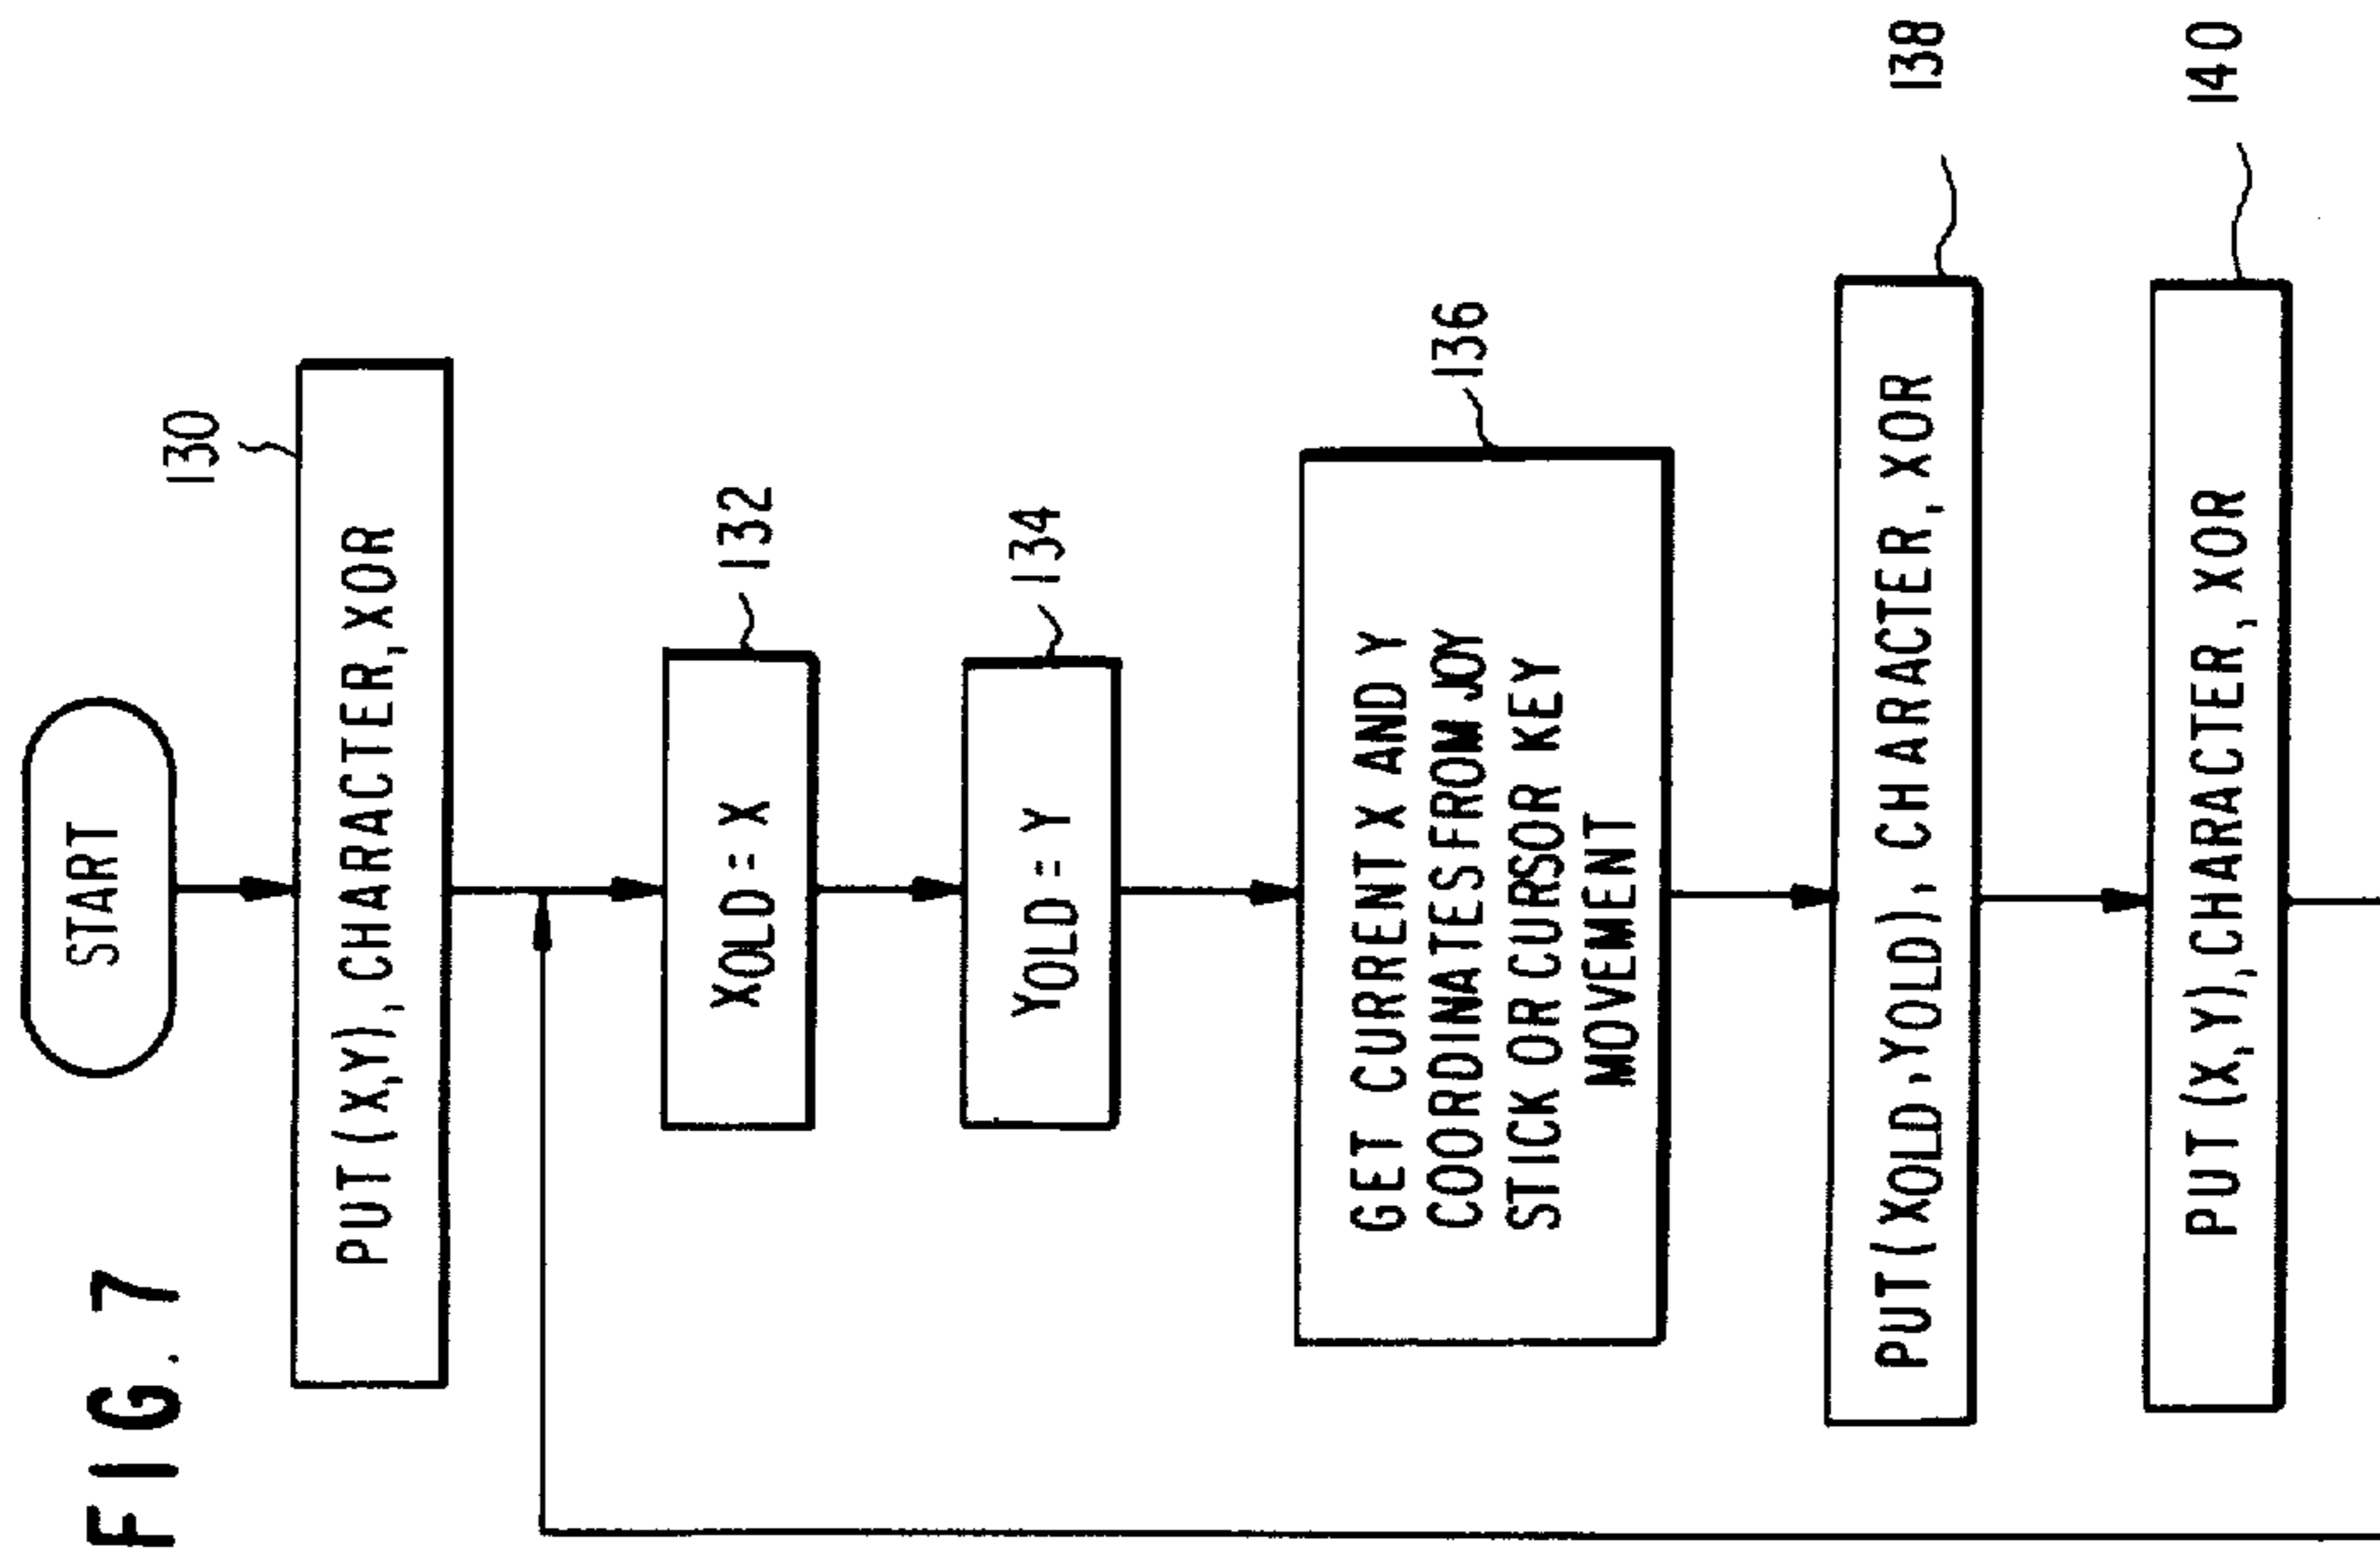 FIG. 7
START
130
PUT (X,Y), CHARACTER, XOR
132
XOLD = X
134
YOLD = Y
136
GET CURRENT X AND Y
COORDINATES FROM JOY
STICK OR CURSOR KEY
MOVEMENT
138
PUT (XOLD,YOLD), CHARACTER, XOR
140
PUT (X,Y), CHARACTER, XOR